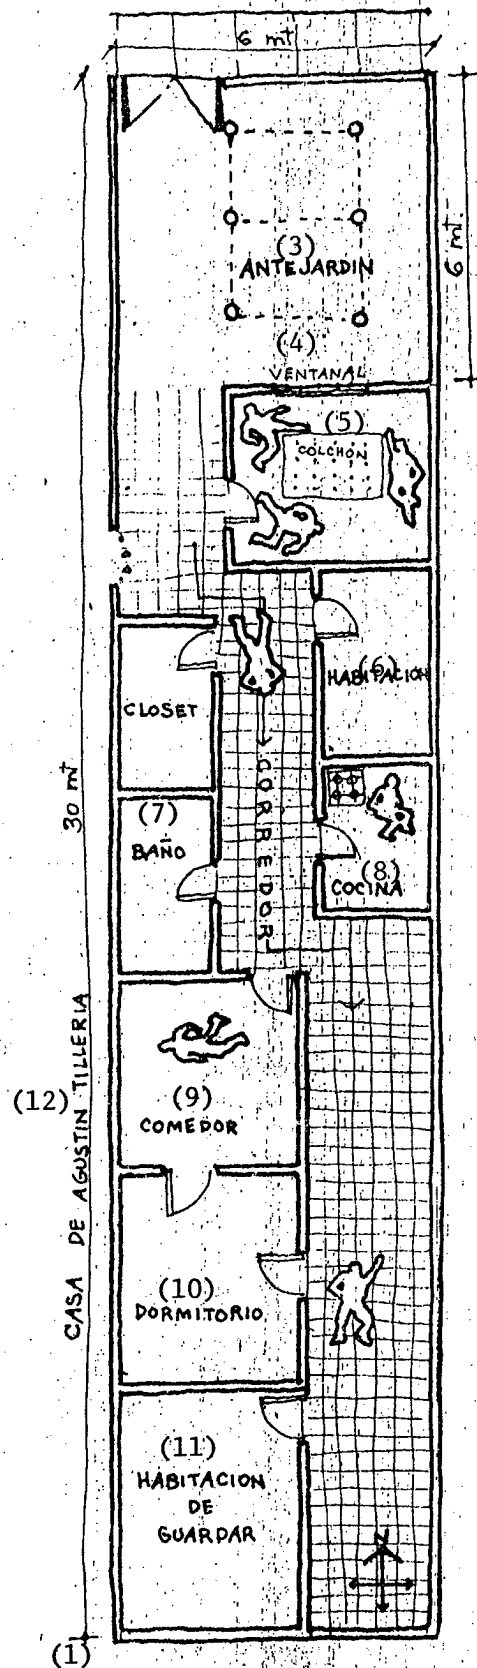 6 mt
6 mt
(3)
ANTEJARDIN
(4)
VENTANAL
(5)
COLCHON
(6)
HABITACION
CLOSET
30 mt
(7)
BAÑO
CORREDOR
(8)
COCINA
(9)
COMEDOR
(12)
CASA DE AGUSTIN TILLERIA
(10)
DORMITORIO
(11)
HABITACION
DE
GUARDAR
N
(1)